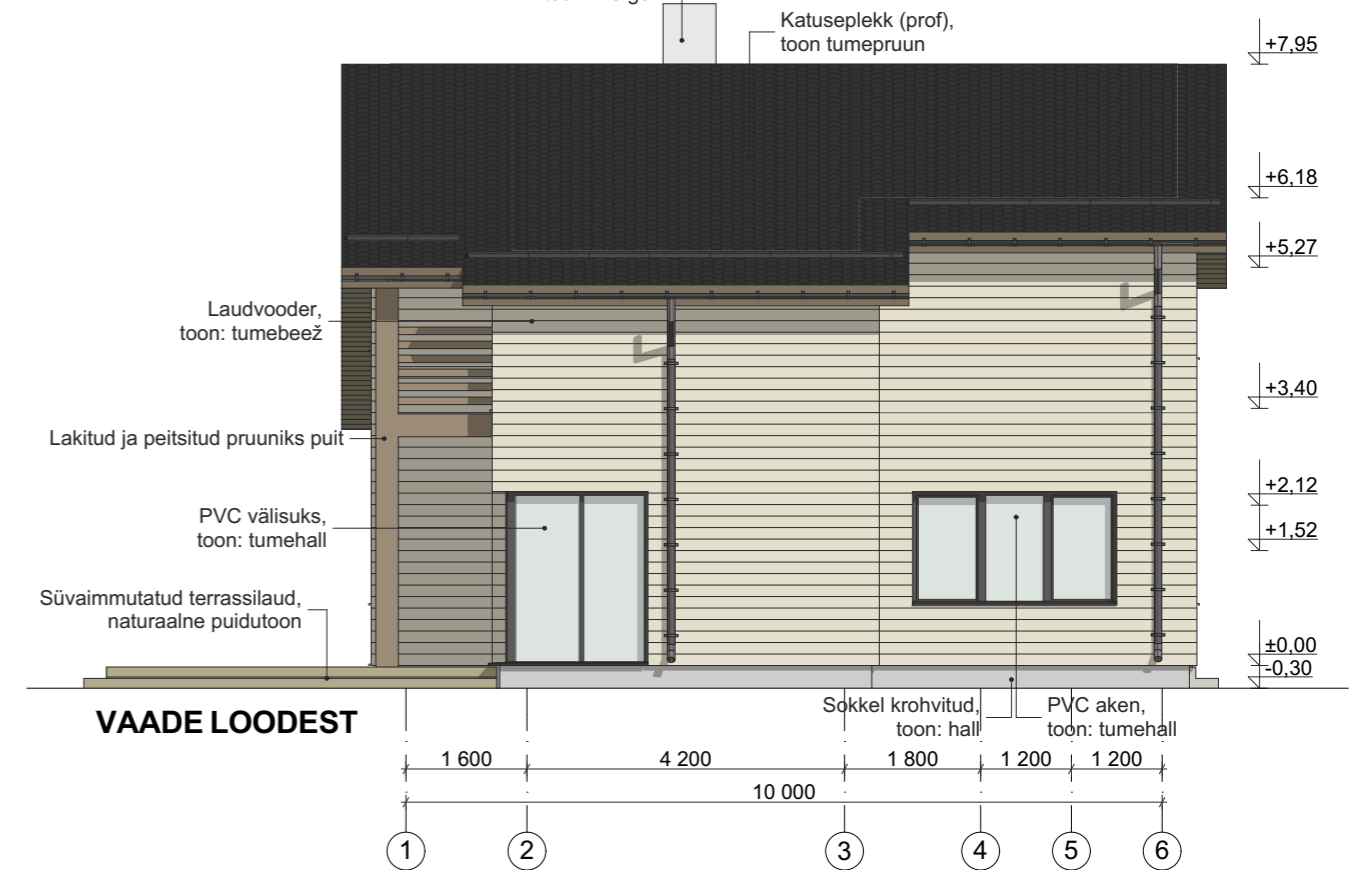 Katuseplekk (prof),
toon tumepruun
+7,95
+6,18
+5,27
Laudvooder,
toon: tumebeež
+3,40
Lakitud ja peitsitud pruuniks puit
+2,12
PVC välisuks,
toon: tumehall
+1,52
Süvaimmutatud terrassilaud,
naturaalne puidutoon
±0,00
-0,30
VAADE LOODEST
Sokkel krohvitud,
toon: hall
PVC aken,
toon: tumehall
1 600
4 200
1 800
1 200
1 200
10 000
1
2
3
4
5
6